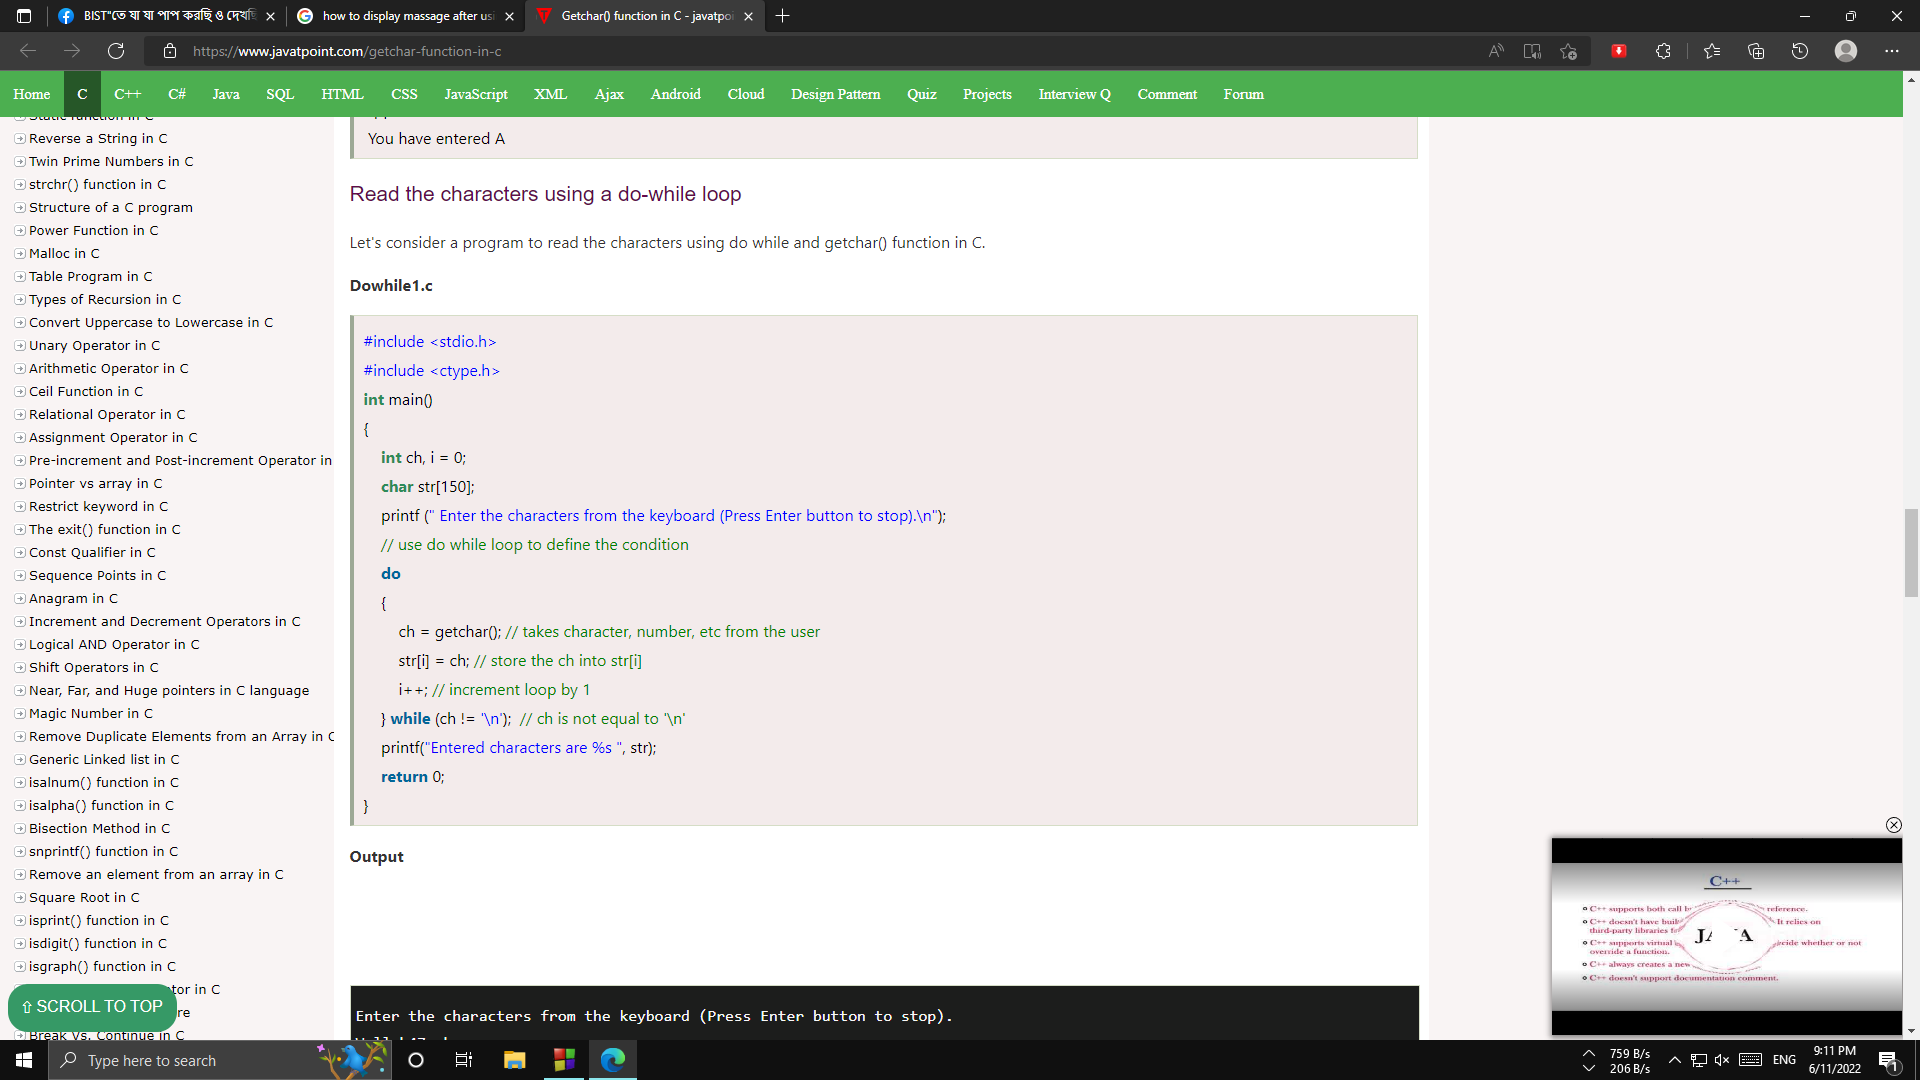 BIST"তে যা যা পাপ করছি ও দেখছি
how to display massage after usi
Getchar() function in C - javatpoi
https://www.javatpoint.com/getchar-function-in-c
Home C C++ C# Java SQL HTML CSS JavaScript XML Ajax Android Cloud Design Pattern Quiz Projects Interview Q Comment Forum
Static function in C
Reverse a String in C
Twin Prime Numbers in C
strchr() function in C
Structure of a C program
Power Function in C
Malloc in C
Table Program in C
Types of Recursion in C
Convert Uppercase to Lowercase in C
Unary Operator in C
Arithmetic Operator in C
Ceil Function in C
Relational Operator in C
Assignment Operator in C
Pre-increment and Post-increment Operator in
Pointer vs array in C
Restrict keyword in C
The exit() function in C
Const Qualifier in C
Sequence Points in C
Anagram in C
Increment and Decrement Operators in C
Logical AND Operator in C
Shift Operators in C
Near, Far, and Huge pointers in C language
Magic Number in C
Remove Duplicate Elements from an Array in C
Generic Linked list in C
isalnum() function in C
isalpha() function in C
Bisection Method in C
snprintf() function in C
Remove an element from an array in C
Square Root in C
isprint() function in C
isdigit() function in C
isgraph() function in C
tor in C
⇧ SCROLL TO TOP
re
Break Vs. Continue in C
You have entered A
Read the characters using a do-while loop
Let's consider a program to read the characters using do while and getchar() function in C.
Dowhile1.c
#include <stdio.h>
#include <ctype.h>
int main()
{
int ch, i = 0;
char str[150];
printf (" Enter the characters from the keyboard (Press Enter button to stop).\n");
// use do while loop to define the condition
do
{
ch = getchar(); // takes character, number, etc from the user
str[i] = ch; // store the ch into str[i]
i++; // increment loop by 1
} while (ch != '\n'); // ch is not equal to '\n'
printf("Entered characters are %s ", str);
return 0;
}
Output
Enter the characters from the keyboard (Press Enter button to stop).
C++
C++ supports both call b reference.
C++ doesn't have buil It relies on
third-party libraries f
C++ supports virtual ecide whether or not
override a function.
C++ always creates a new
C++ doesn't support documentation comment.
JAVA
Type here to search
759 B/s
206 B/s
ENG
9:11 PM
6/11/2022
1